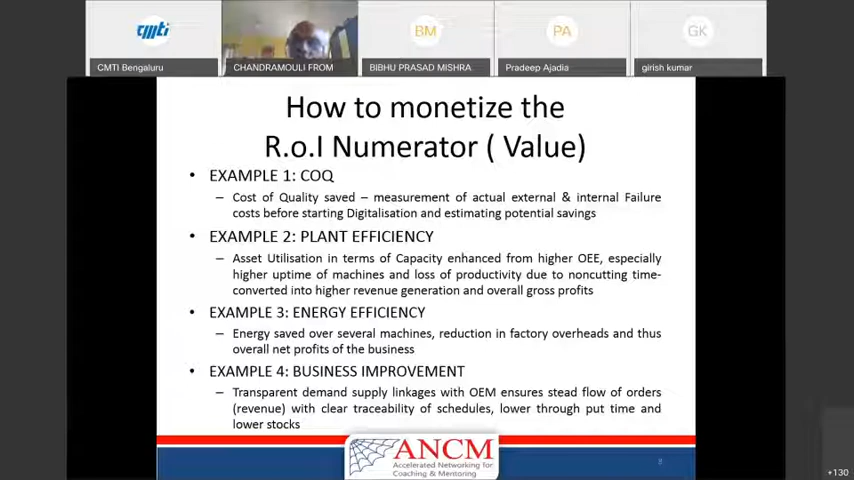 cmti
BM
PA
GK
CMTI Bengaluru
CHANDRAMOULI FROM
BIBHU PRASAD MISHRA
Pradeep Ajadia
girish kumar
How to monetize the
R.o.I Numerator ( Value)
• EXAMPLE 1: COQ
– Cost of Quality saved – measurement of actual external & internal Failure
costs before starting Digitalisation and estimating potential savings
• EXAMPLE 2: PLANT EFFICIENCY
– Asset Utilisation in terms of Capacity enhanced from higher OEE, especially
higher uptime of machines and loss of productivity due to noncutting time-
converted into higher revenue generation and overall gross profits
• EXAMPLE 3: ENERGY EFFICIENCY
– Energy saved over several machines, reduction in factory overheads and thus
overall net profits of the business
• EXAMPLE 4: BUSINESS IMPROVEMENT
– Transparent demand supply linkages with OEM ensures stead flow of orders
(revenue) with clear traceability of schedules, lower through put time and
lower stocks
ANCM
Accelerated Networking for
Coaching & Mentoring
8
+130